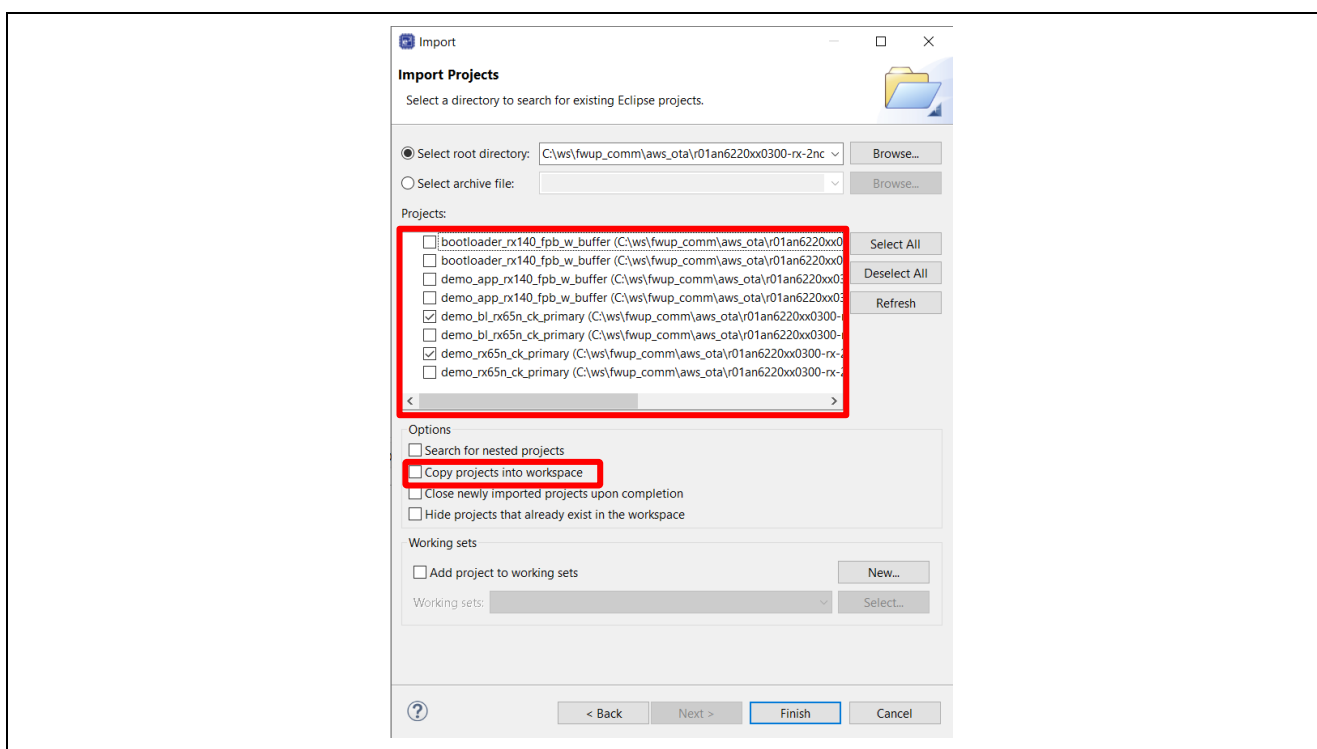 Import
Import Projects
Select a directory to search for existing Eclipse projects.
Select root directory: C:\ws\fwup_comm\aws_ota\r01an6220xx0300-rx-2nc Browse...
Select archive file: Browse...
Projects:
bootloader_rx140_fpb_w_buffer (C:\ws\fwup_comm\aws_ota\r01an6220xx0 Select All
bootloader_rx140_fpb_w_buffer (C:\ws\fwup_comm\aws_ota\r01an6220xx0
demo_app_rx140_fpb_w_buffer (C:\ws\fwup_comm\aws_ota\r01an6220xx03 Deselect All
demo_app_rx140_fpb_w_buffer (C:\ws\fwup_comm\aws_ota\r01an6220xx03 Refresh
demo_bl_rx65n_ck_primary (C:\ws\fwup_comm\aws_ota\r01an6220xx0300-r
demo_bl_rx65n_ck_primary (C:\ws\fwup_comm\aws_ota\r01an6220xx0300-r
demo_rx65n_ck_primary (C:\ws\fwup_comm\aws_ota\r01an6220xx0300-rx-2
demo_rx65n_ck_primary (C:\ws\fwup_comm\aws_ota\r01an6220xx0300-rx-2
Options
Search for nested projects
Copy projects into workspace
Close newly imported projects upon completion
Hide projects that already exist in the workspace
Working sets
Add project to working sets New...
Working sets: Select...
? < Back Next > Finish Cancel